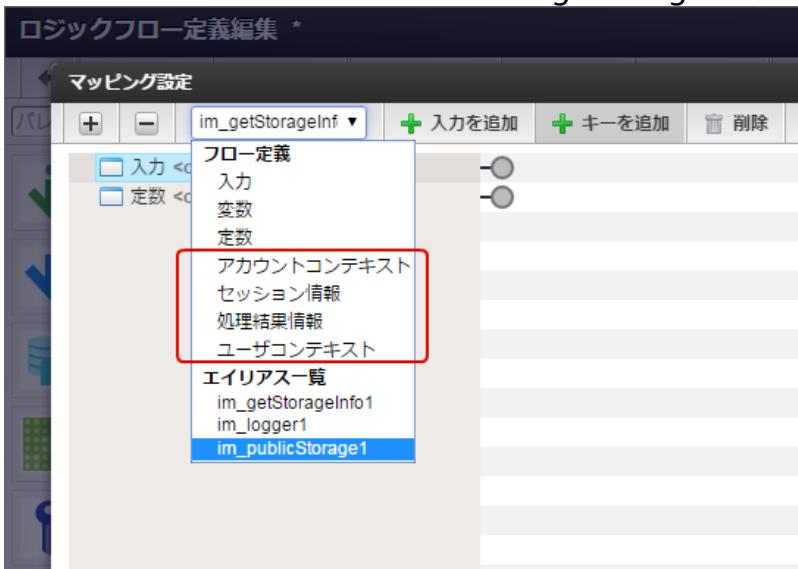 ロジックフロー定義編集 *
マッピング設定
パレ
im_getStorageInf ▼
入力を追加
キーを追加
削除
入力 <o
定数 <o
フロー定義
入力
変数
定数
アカウントコンテキスト
セッション情報
処理結果情報
ユーザコンテキスト
エイリアス一覧
im_getStorageInfo1
im_logger1
im_publicStorage1